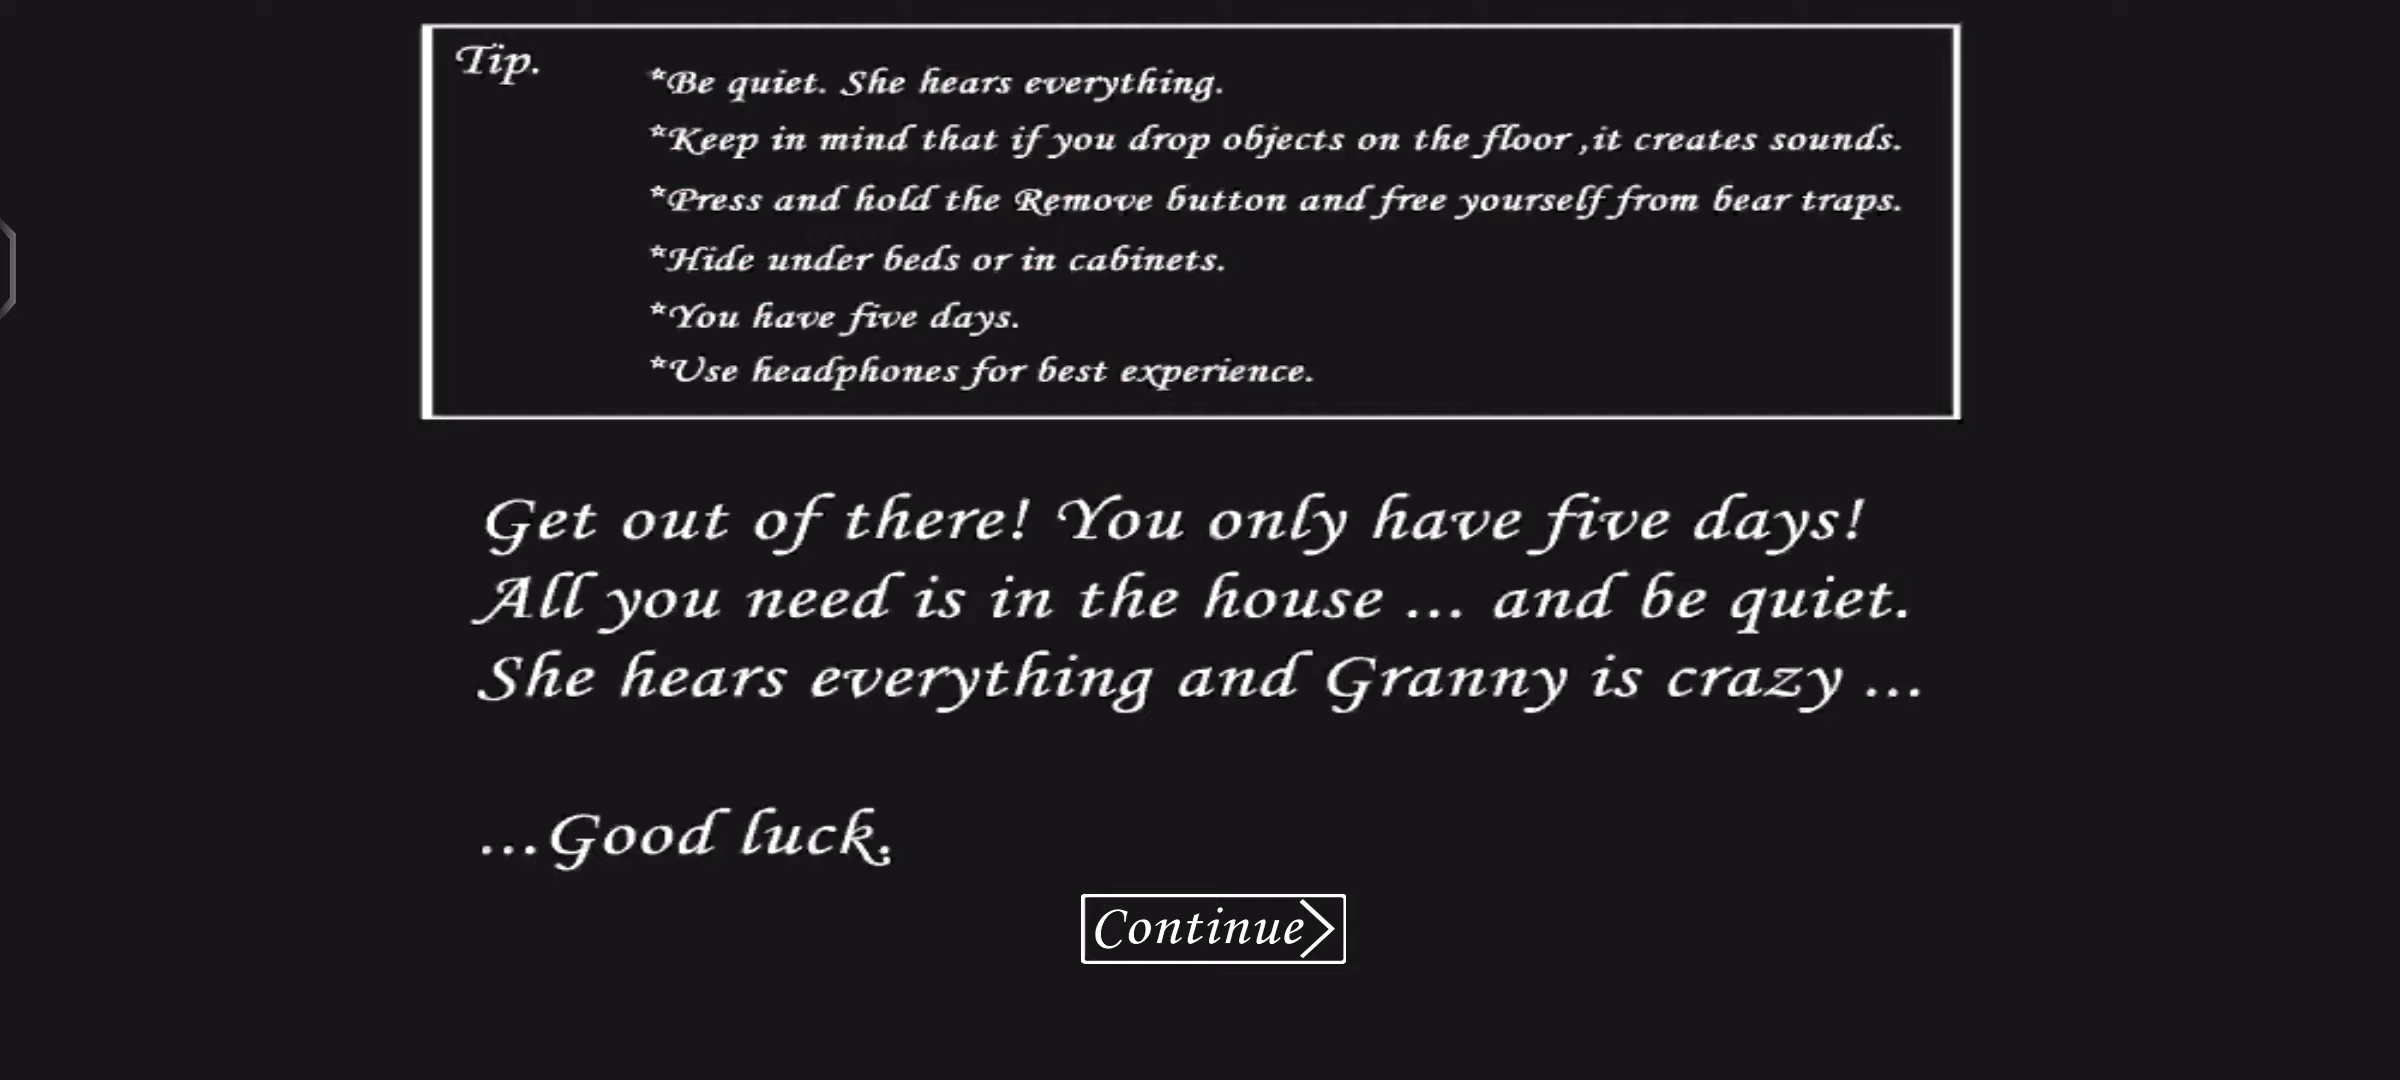 Tip.
*Be quiet. She hears everything.
*Keep in mind that if you drop objects on the floor ,it creates sounds.
*Press and hold the Remove button and free yourself from bear traps.
*Hide under beds or in cabinets.
*You have five days.
*Use headphones for best experience.
Get out of there! You only have five days!
All you need is in the house ... and be quiet.
She hears everything and Granny is crazy ...
...Good luck.
Continue